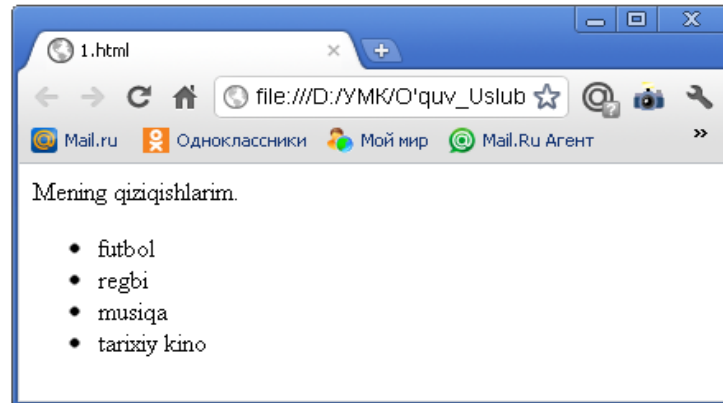 1.html
file:///D:/УМК/O'quv_Uslub
Mail.ru Одноклассники Мой мир Mail.Ru Агент »
Mening qiziqishlarim.
• futbol
• regbi
• musiqa
• tarixiy kino